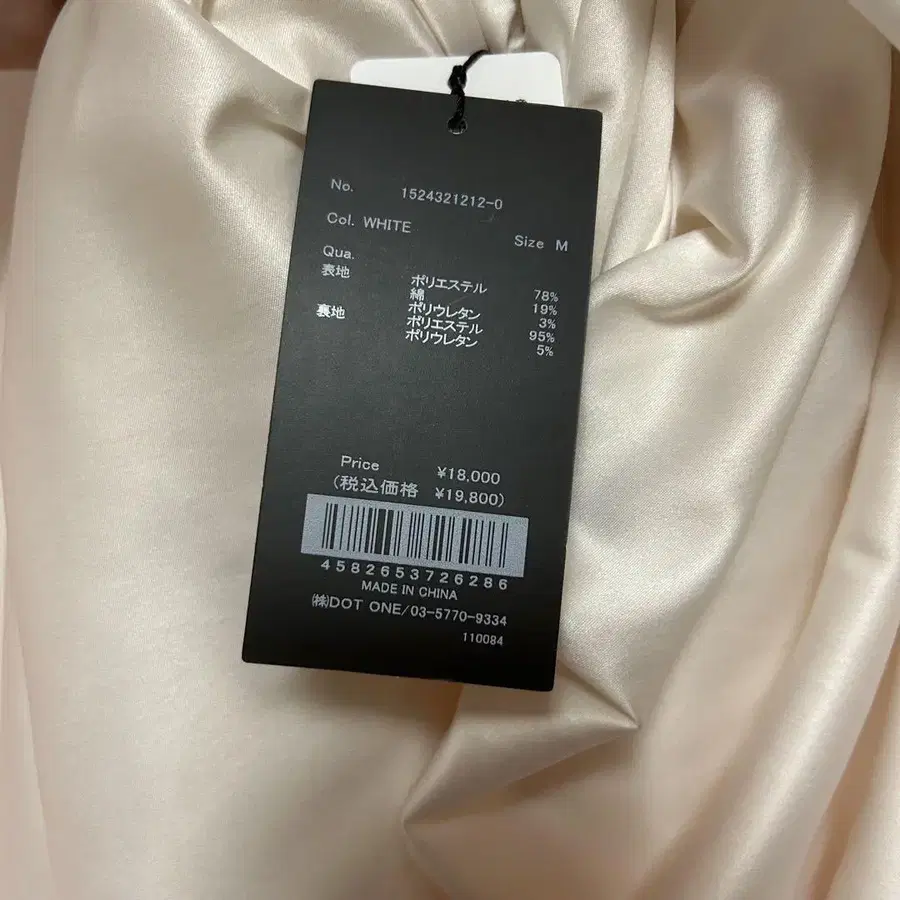 No. 1524321212-0
Col. WHITE Size M
Qua.
表地 ポリエステル 78%
綿 19%
ポリウレタン 3%
裏地 ポリエステル 95%
ポリウレタン 5%
Price ¥18,000
(税込価格 ¥19,800)
4582653726286
MADE IN CHINA
㈱DOT ONE/03-5770-9334
110084